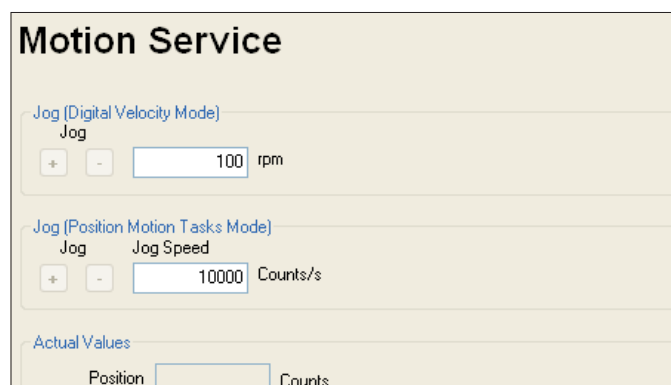 Motion Service
Jog (Digital Velocity Mode)
Jog
+ - 100 rpm
Jog (Position Motion Tasks Mode)
Jog Jog Speed
+ - 10000 Counts/s
Actual Values
Position Counts